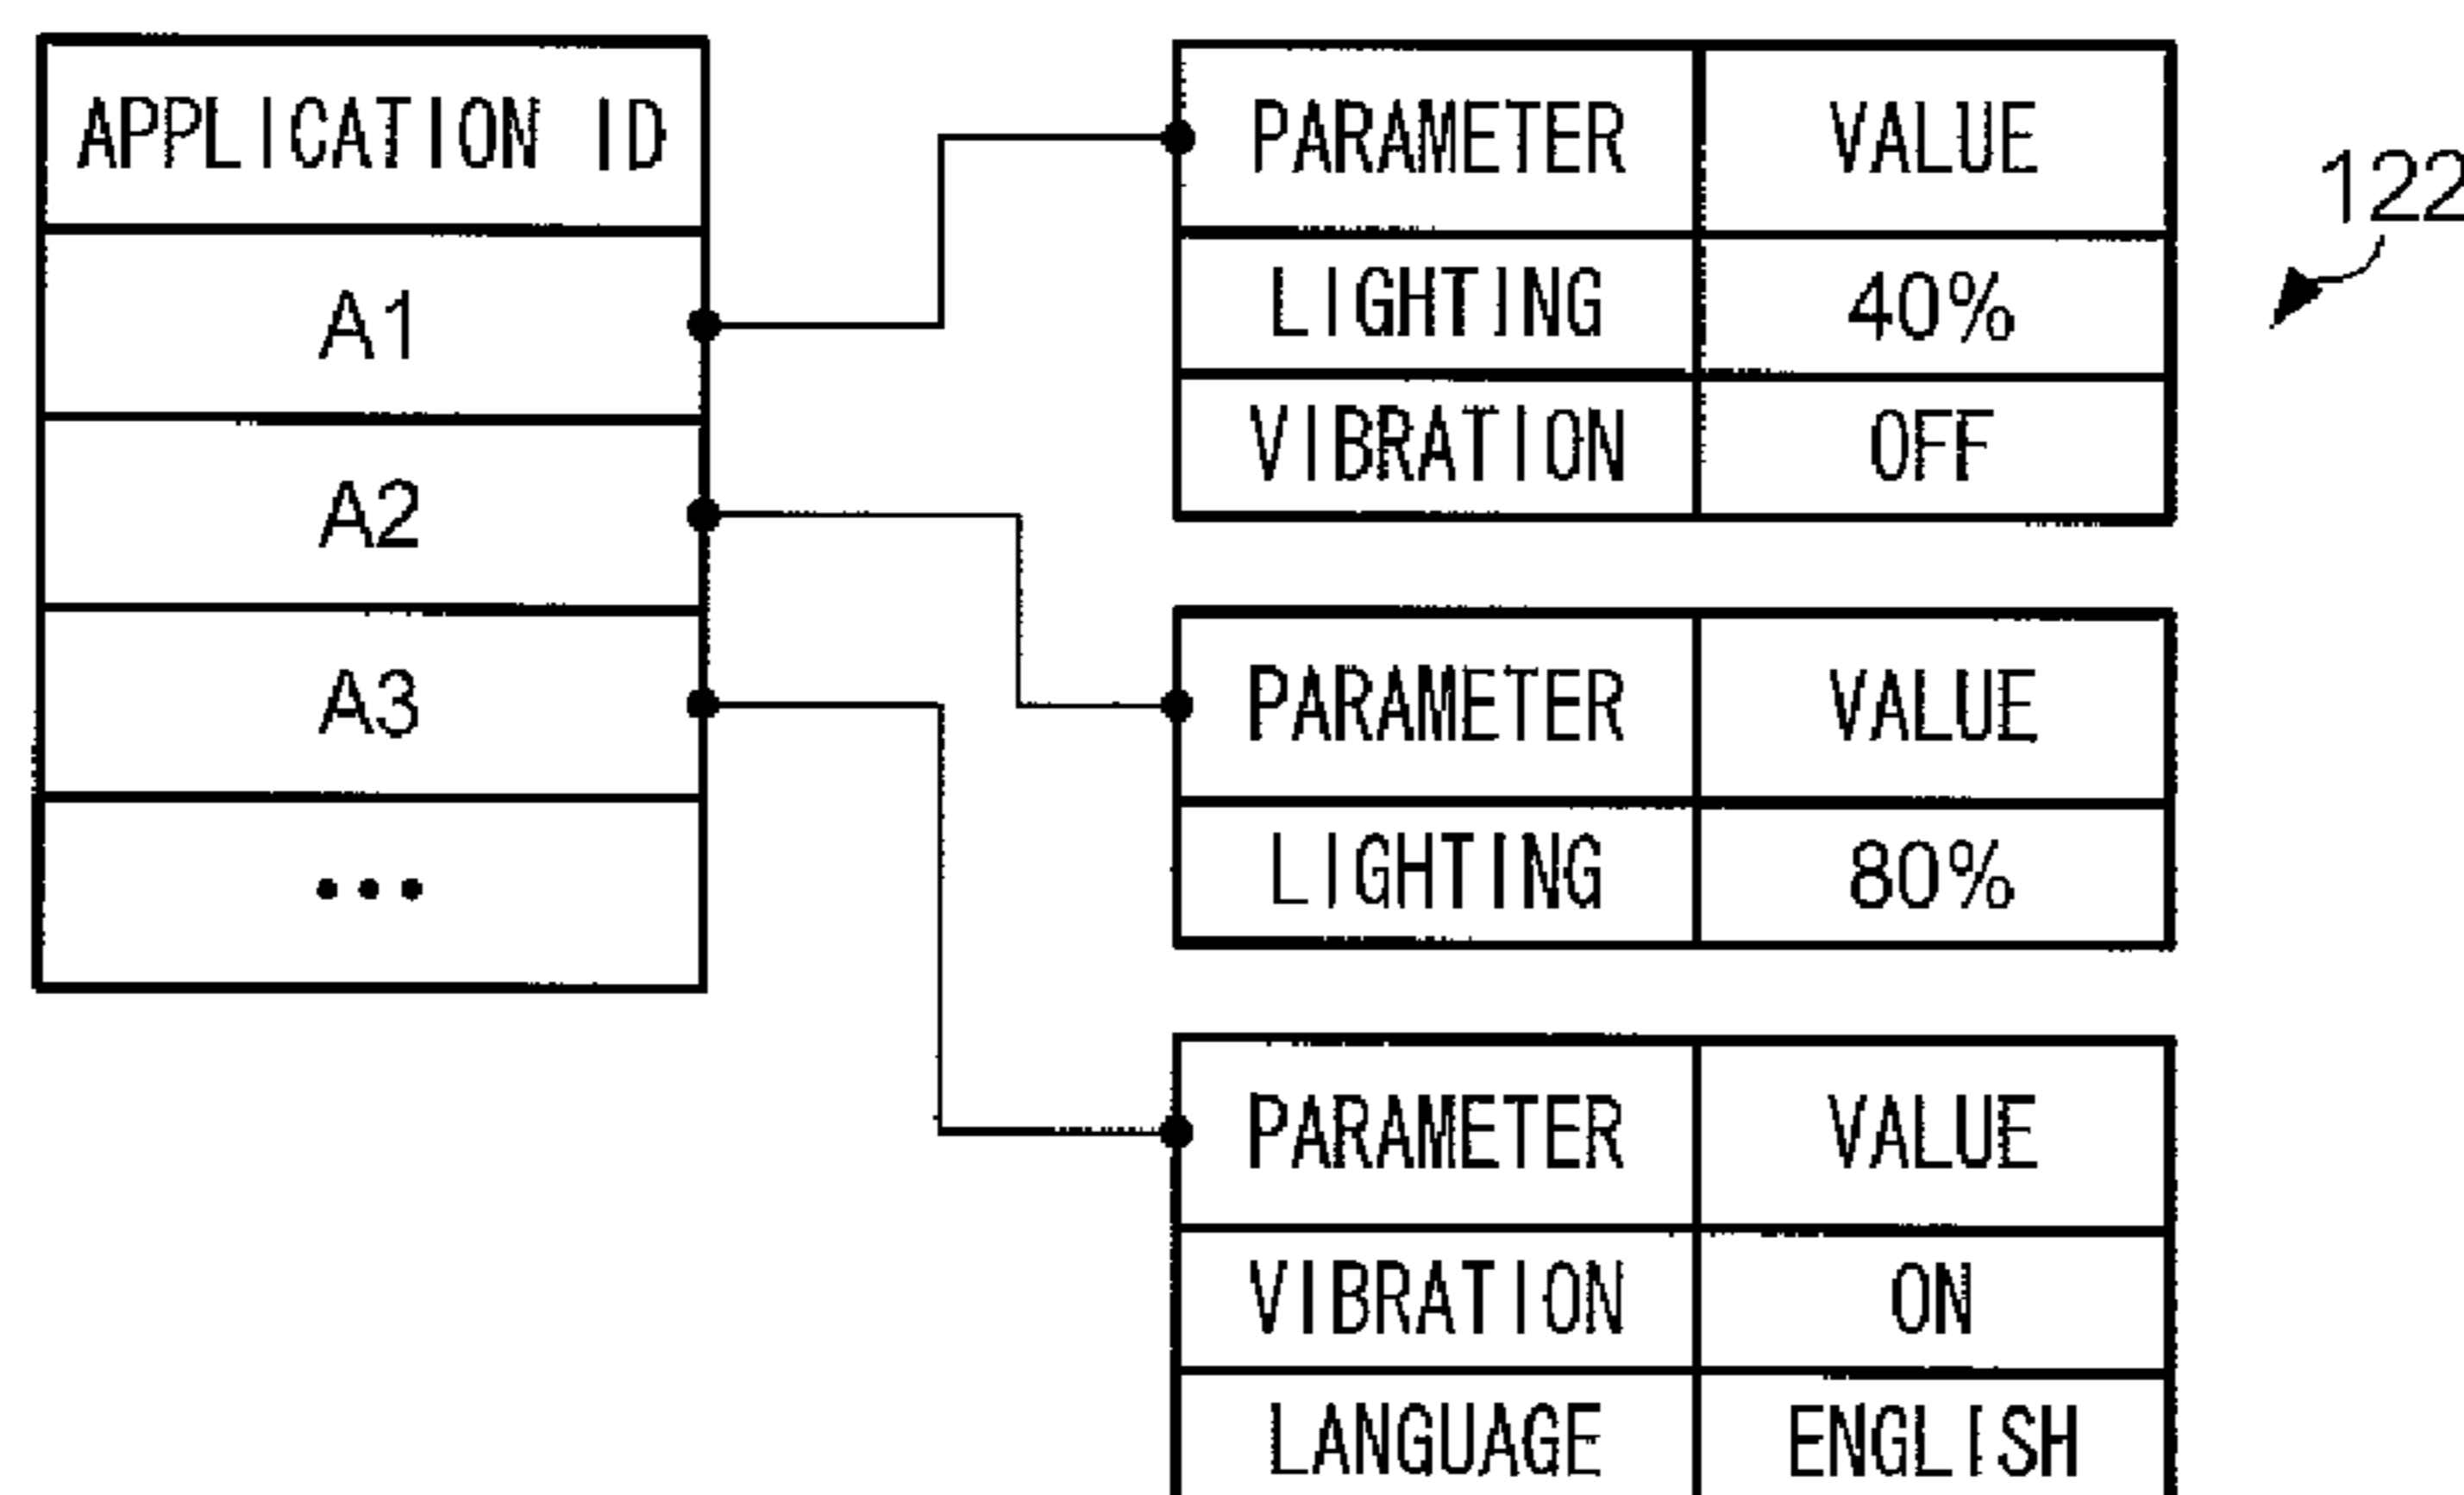 APPLICATION ID
A1
A2
A3
...
PARAMETER VALUE
LIGHTING 40%
VIBRATION OFF
122
PARAMETER VALUE
LIGHTING 80%
PARAMETER VALUE
VIBRATION ON
LANGUAGE ENGLISH